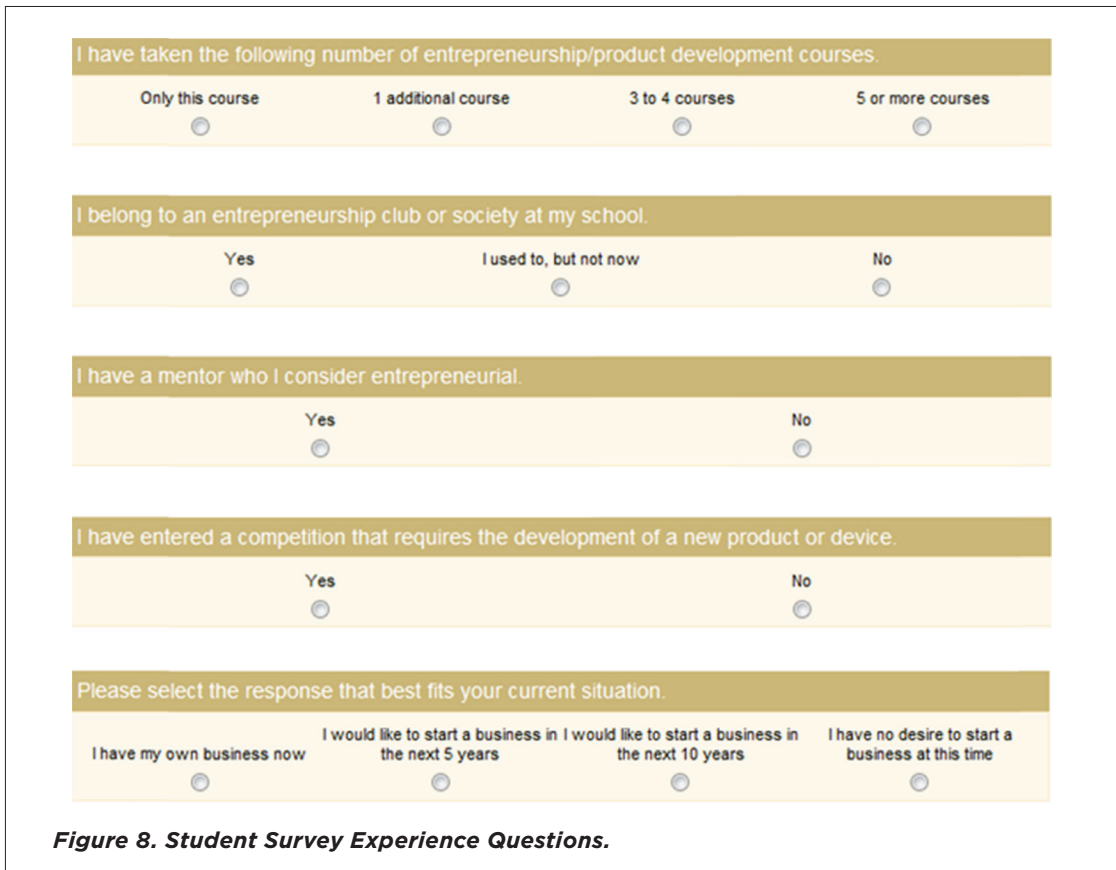 I have taken the following number of entrepreneurship/product development courses.
Only this course 1 additional course 3 to 4 courses 5 or more courses
I belong to an entrepreneurship club or society at my school.
Yes I used to, but not now No
I have a mentor who I consider entrepreneurial.
Yes No
I have entered a competition that requires the development of a new product or device.
Yes No
Please select the response that best fits your current situation.
I have my own business now
I would like to start a business in
the next 5 years
I would like to start a business in
the next 10 years
I have no desire to start a
business at this time
Figure 8. Student Survey Experience Questions.